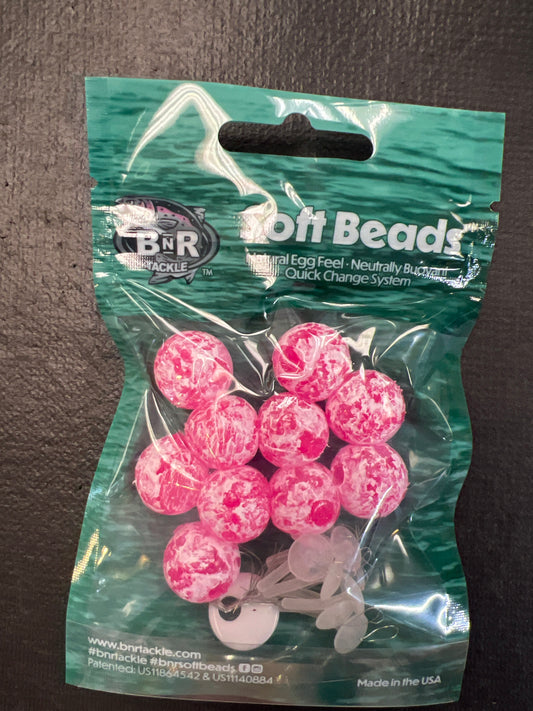 BNR
TACKLE™
Soft Beads
Natural Egg Feel · Neutrally Buoyant
Quick Change System
www.bnrtackle.com
#bnrtackle #bnrsoftbeads
Patented: US11864542 & US11140884
Made in the USA